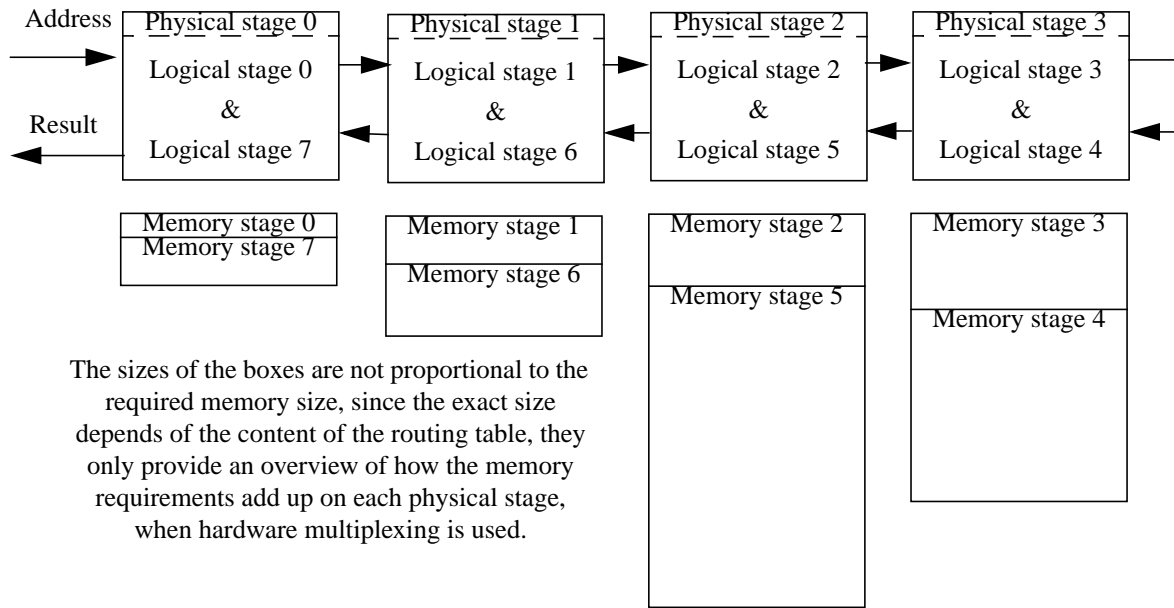 Address
Result
Physical stage 0
Logical stage 0
&
Logical stage 7
Physical stage 1
Logical stage 1
&
Logical stage 6
Physical stage 2
Logical stage 2
&
Logical stage 5
Physical stage 3
Logical stage 3
&
Logical stage 4
Memory stage 0
Memory stage 7
Memory stage 1
Memory stage 6
Memory stage 2
Memory stage 5
Memory stage 3
Memory stage 4
The sizes of the boxes are not proportional to the
required memory size, since the exact size
depends of the content of the routing table, they
only provide an overview of how the memory
requirements add up on each physical stage,
when hardware multiplexing is used.